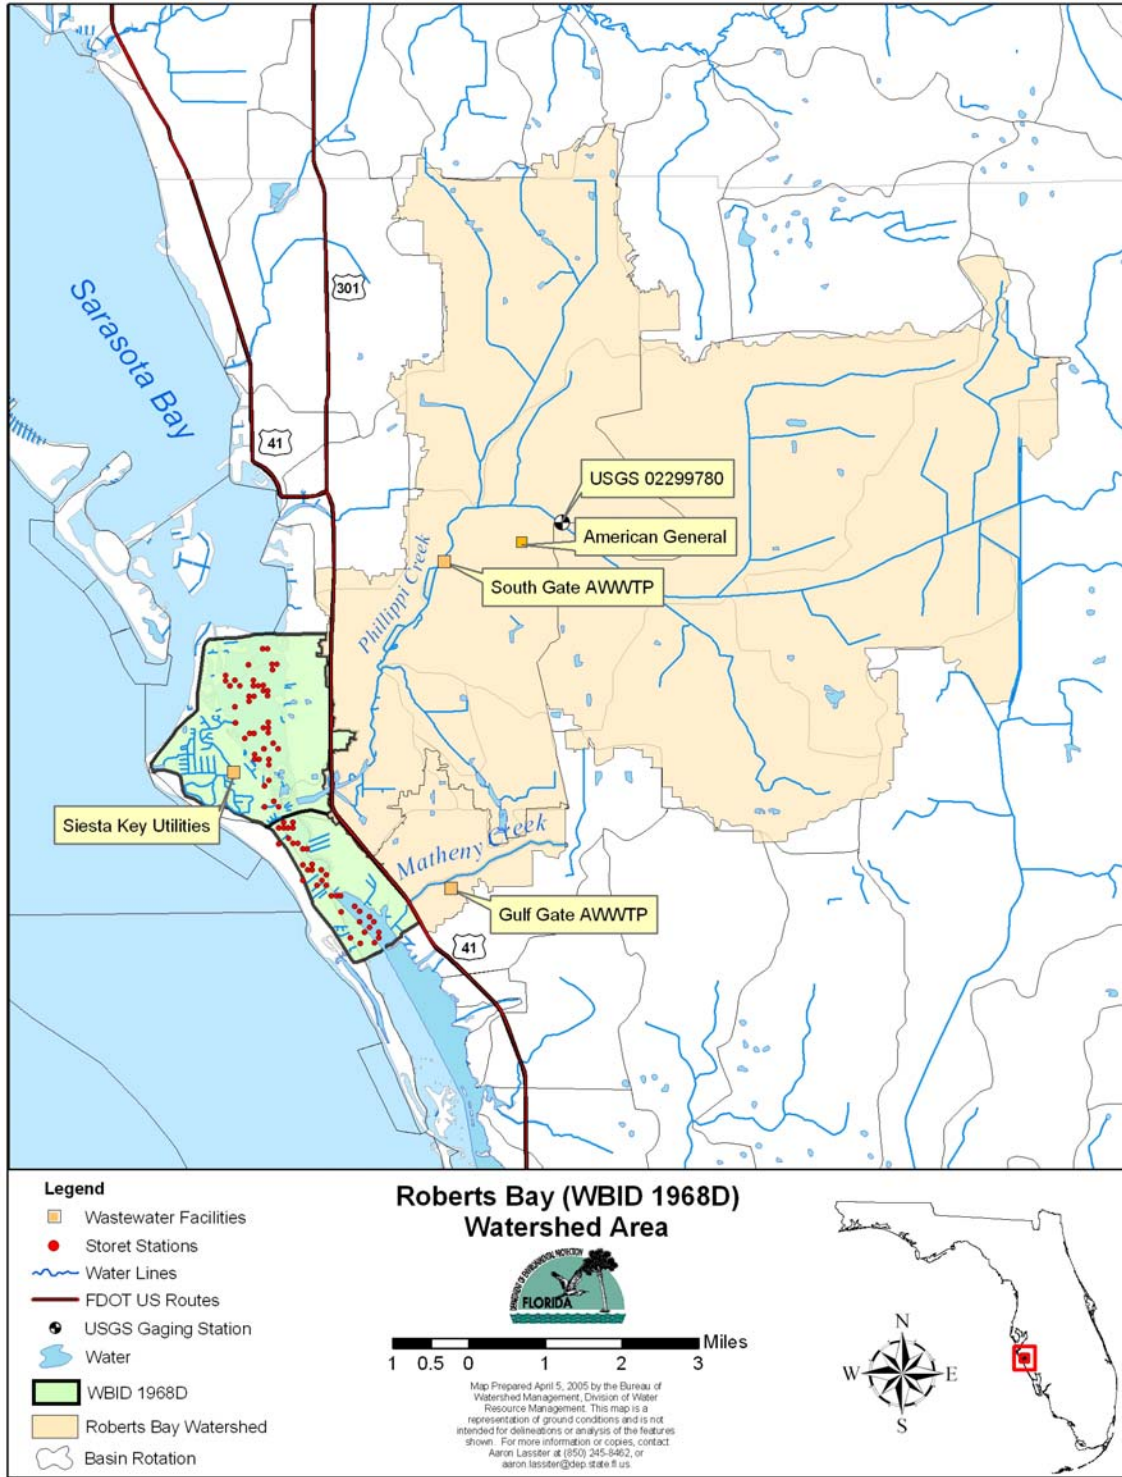 301
Sarasota Bay
41
USGS 02299780
American General
South Gate AWWTP
Phillippi Creek
Siesta Key Utilities
Matheny Creek
Gulf Gate AWWTP
41
Legend
Wastewater Facilities
Storet Stations
Water Lines
FDOT US Routes
USGS Gaging Station
Water
WBID 1968D
Roberts Bay Watershed
Basin Rotation
Roberts Bay (WBID 1968D)
Watershed Area
DEPARTMENT OF ENVIRONMENTAL PROTECTION
FLORIDA
Miles
1 0.5 0 1 2 3
Map Prepared April 5, 2005 by the Bureau of
Watershed Management, Division of Water
Resource Management. This map is a
representation of ground conditions and is not
intended for delineations or analysis of the features
shown. For more information or copies, contact
Aaron Lassiter at (850) 245-8462, or
aaron.lassiter@dep.state.fl.us.
N
W E
S